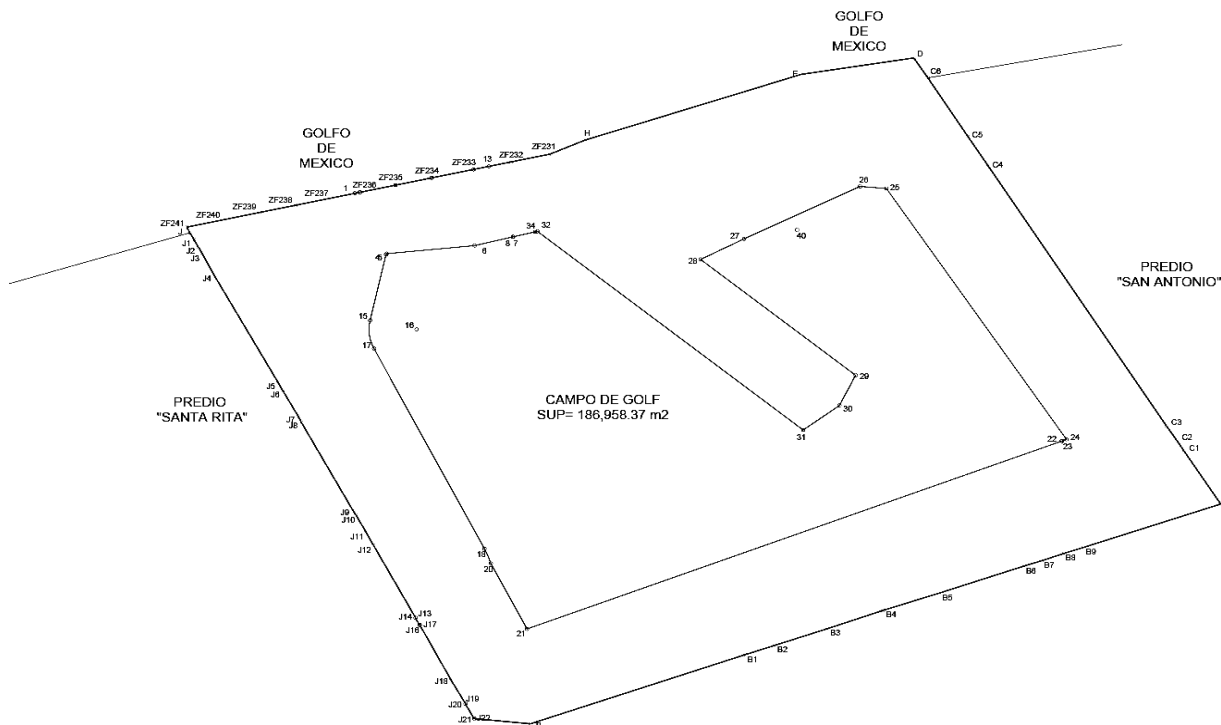 GOLFO
DE
MEXICO
D
C6
E
H
ZF231
ZF232
13
ZF233
ZF234
ZF235
ZF236
1
ZF237
ZF238
ZF239
ZF240
ZF241
GOLFO
DE
MEXICO
J
J1
J2
J3
J4
J5
J6
J7
J8
J9
J10
J11
J12
J13
J14
J16
J17
J18
J19
J20
J21
J22
C5
C4
C3
C2
C1
B9
B8
B7
B6
B5
B4
B3
B2
B1
6
8
7
34
32
15
16
17
18
20
21
22
23
24
25
26
27
28
29
30
31
40
PREDIO
"SANTA RITA"
CAMPO DE GOLF
SUP= 186,958.37 m2
PREDIO
"SAN ANTONIO"